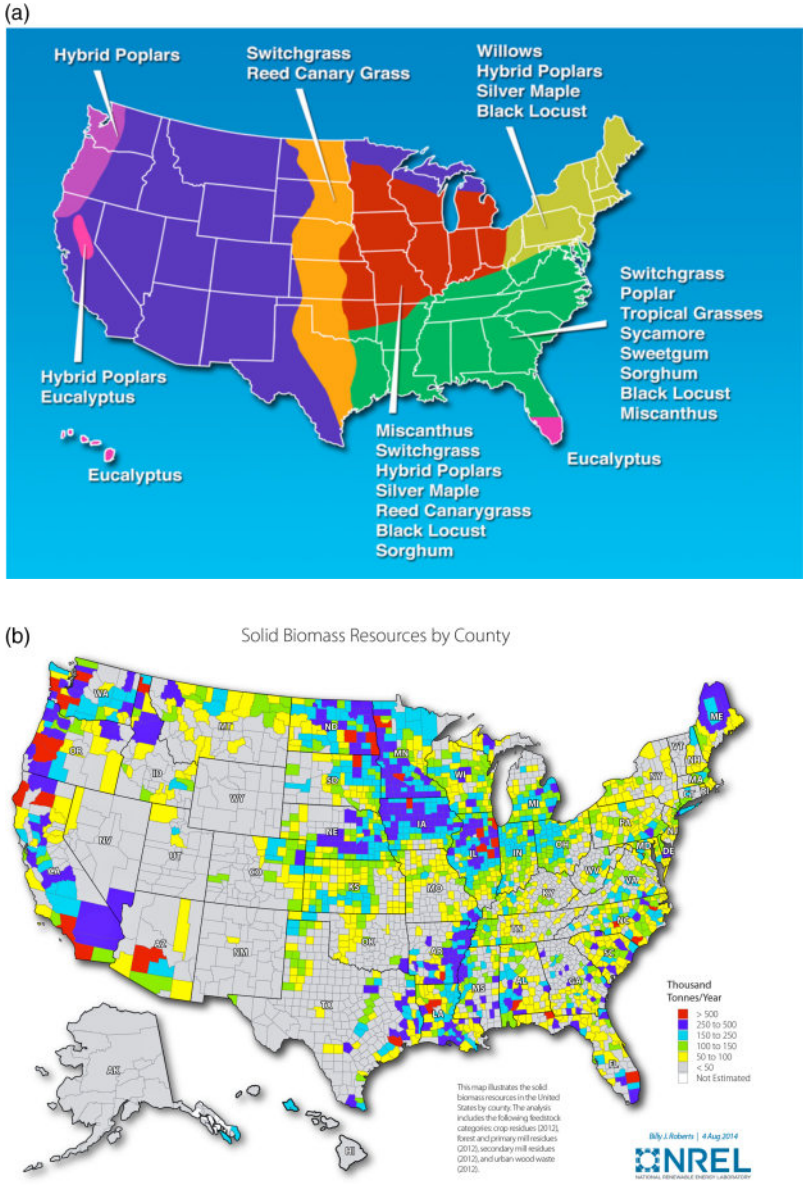 (a)
Hybrid Poplars
Switchgrass
Reed Canary Grass
Willows
Hybrid Poplars
Silver Maple
Black Locust
Switchgrass
Poplar
Tropical Grasses
Sycamore
Sweetgum
Sorghum
Black Locust
Miscanthus
Hybrid Poplars
Eucalyptus
Eucalyptus
Miscanthus
Switchgrass
Hybrid Poplars
Silver Maple
Reed Canarygrass
Black Locust
Sorghum
Eucalyptus
(b)
Solid Biomass Resources by County
WA
MT
ND
MN
ME
OR
ID
SD
WI
VT
NH
NY
MA
CT
RI
WY
MI
IA
PA
NJ
NE
NV
UT
IL
IN
OH
MD
DE
CA
CO
KS
MO
WV
VA
KY
NC
TN
AZ
NM
OK
AR
SC
MS
AL
GA
TX
LA
FL
AK
HI
Thousand
Tonnes/Year
> 500
250 to 500
150 to 250
100 to 150
50 to 100
< 50
Not Estimated
This map illustrates the solid
biomass resources in the United
States by county. The analysis
includes the following feedstock
categories: crop residues (2012),
forest and primary mill residues
(2012), secondary mill residues
(2012), and urban wood waste
(2012).
Billy J. Roberts | 4 Aug 2014
NREL
NATIONAL RENEWABLE ENERGY LABORATORY